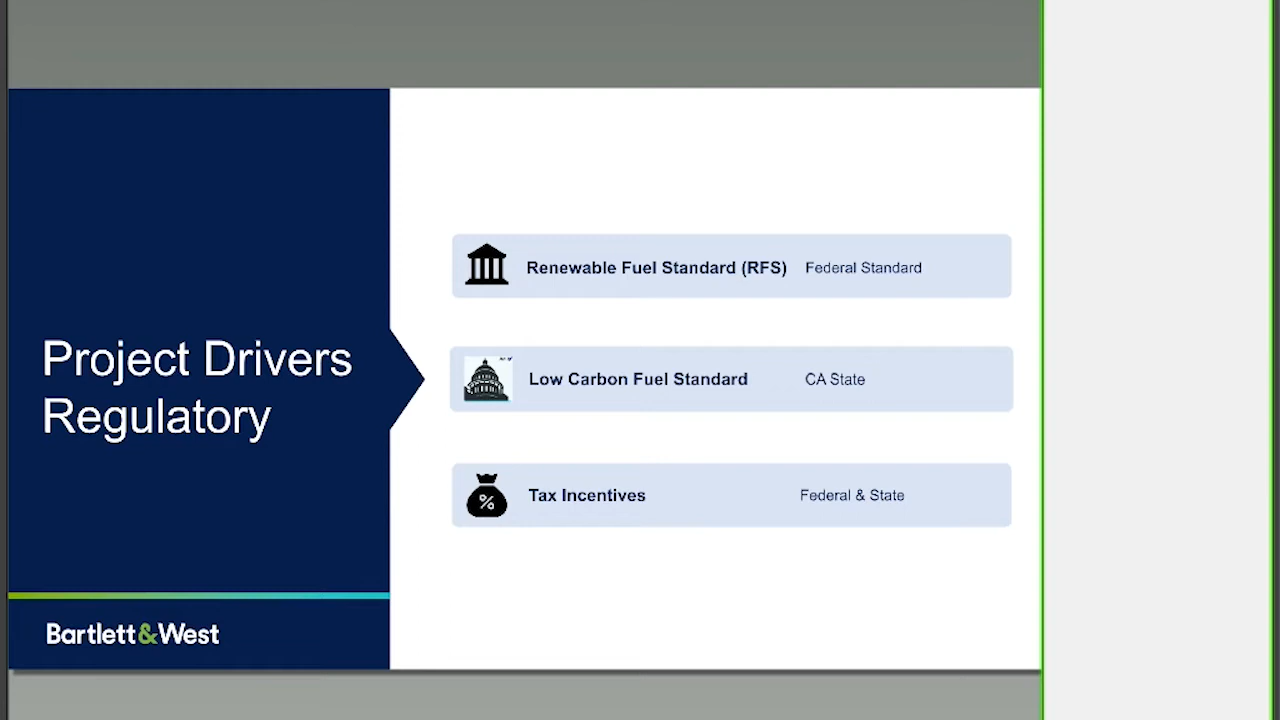 Project Drivers
Regulatory
Renewable Fuel Standard (RFS) Federal Standard
Low Carbon Fuel Standard CA State
%
Tax Incentives Federal & State
Bartlett&West